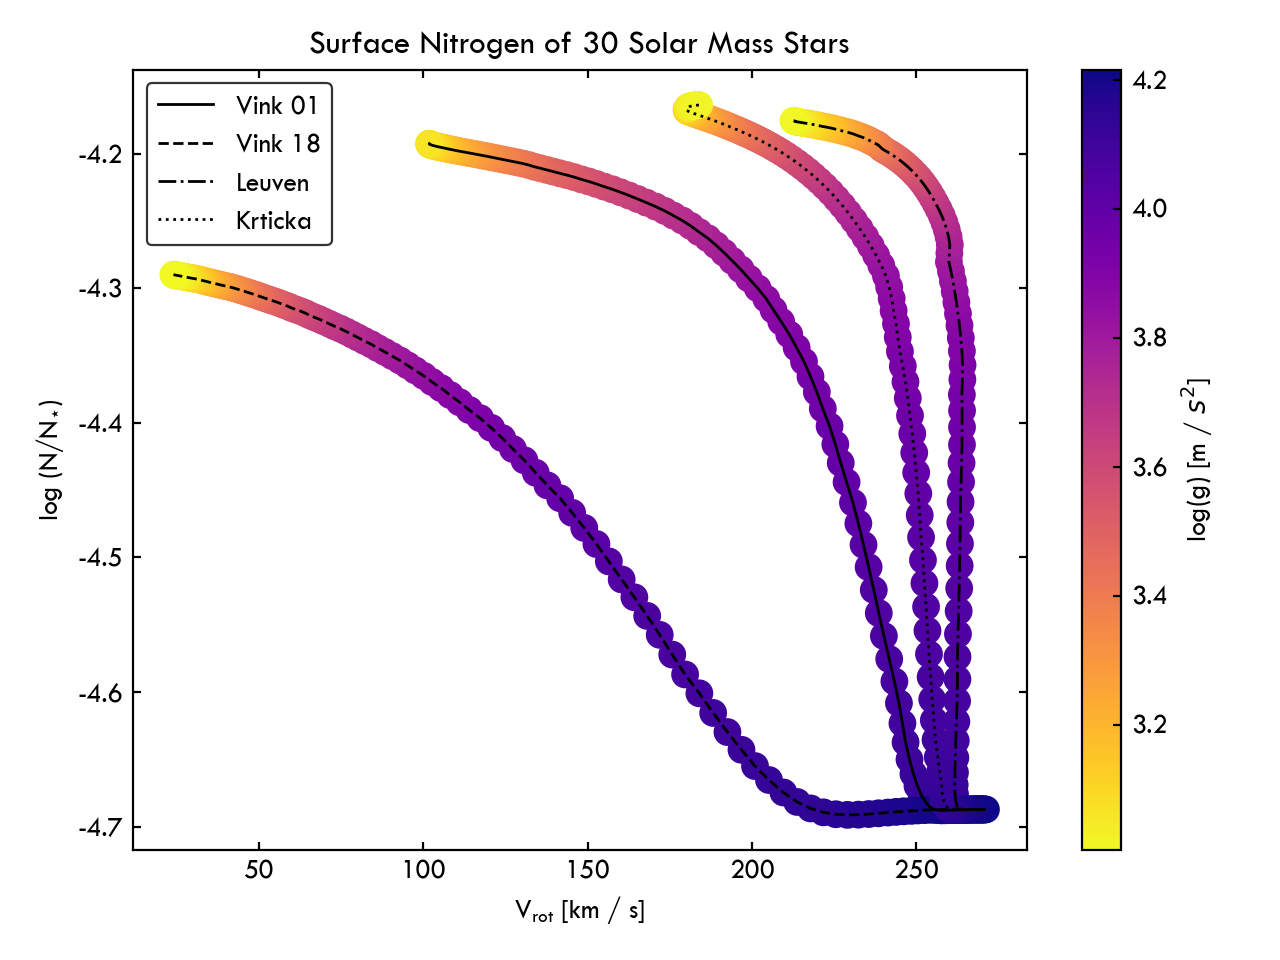 Surface Nitrogen of 30 Solar Mass Stars
Vink 01
Vink 18
Leuven
Krticka
-4.2
-4.3
-4.4
-4.5
-4.6
-4.7
log (N/N⋆)
50
100
150
200
250
V_rot [km / s]
4.2
4.0
3.8
3.6
3.4
3.2
log(g) [m / s²]